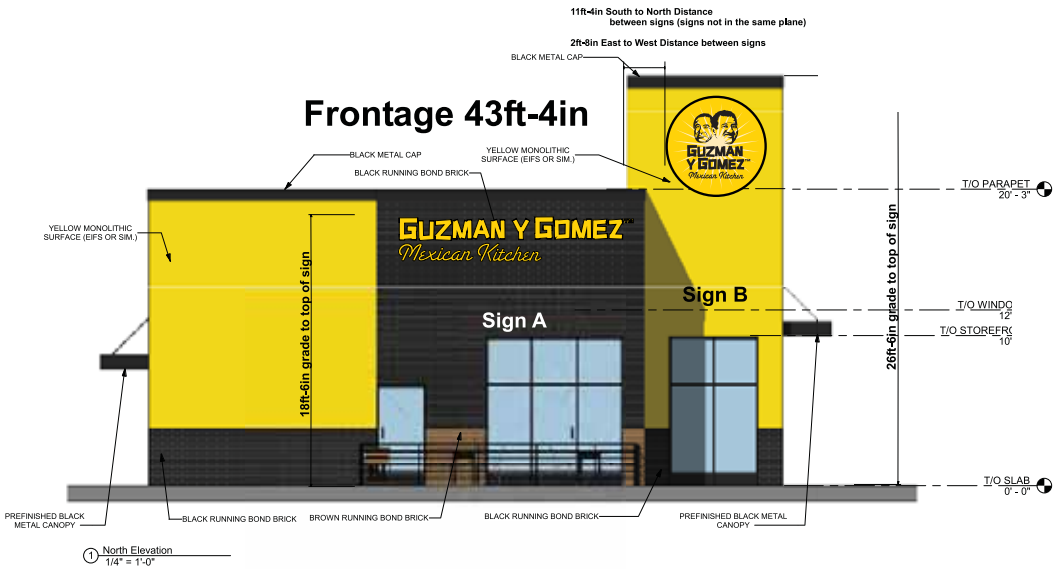 11ft-4in South to North Distance
between signs (signs not in the same plane)
2ft-8in East to West Distance between signs
BLACK METAL CAP
Frontage 43ft-4in
BLACK METAL CAP
YELLOW MONOLITHIC
SURFACE (EIFS OR SIM.)
BLACK RUNNING BOND BRICK
GUZMAN
Y GOMEZ™
Mexican Kitchen
T/O PARAPET
20' - 3"
YELLOW MONOLITHIC
SURFACE (EIFS OR SIM.)
GUZMAN Y GOMEZ™
Mexican Kitchen
18ft-6in grade to top of sign
26ft-6in grade to top of sign
Sign B
Sign A
T/O WINDO
12'
T/O STOREFR
10'
T/O SLAB
0' - 0"
PREFINISHED BLACK
METAL CANOPY
BLACK RUNNING BOND BRICK
BROWN RUNNING BOND BRICK
BLACK RUNNING BOND BRICK
PREFINISHED BLACK METAL
CANOPY
1 North Elevation
1/4" = 1'-0"